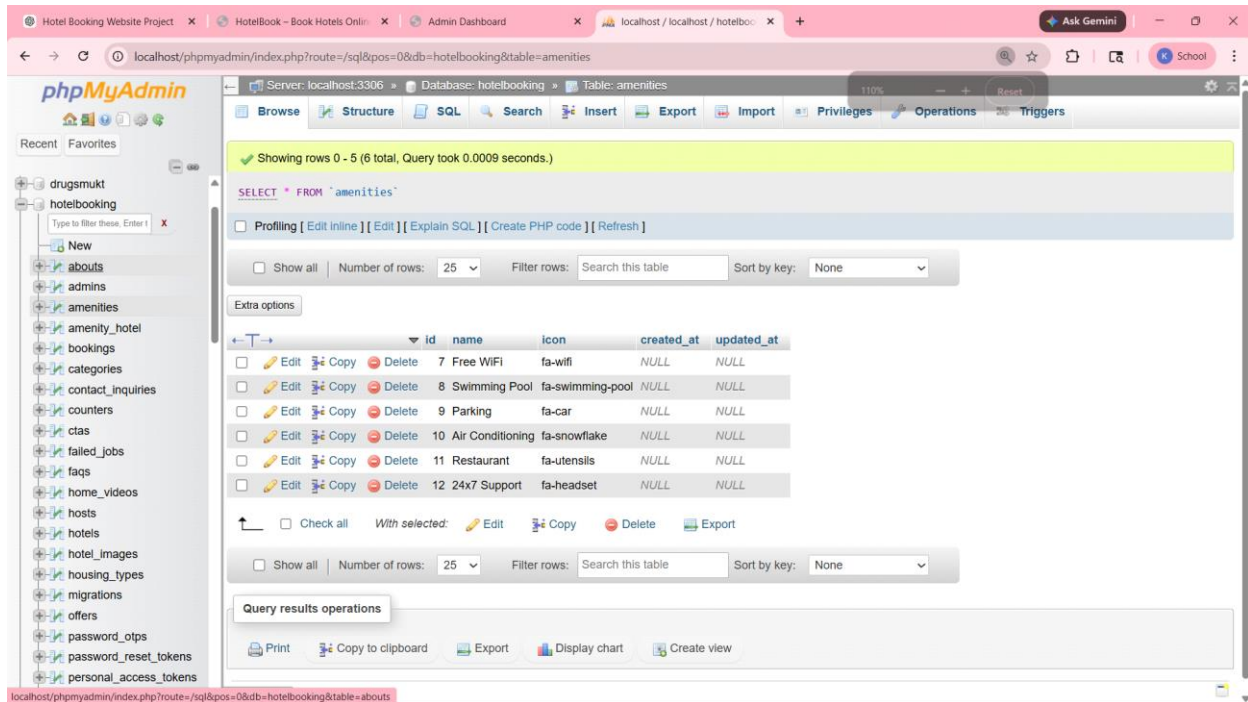 Hotel Booking Website Project
HotelBook – Book Hotels Onlin
Admin Dashboard
localhost / localhost / hotelboo
Ask Gemini
localhost/phpmyadmin/index.php?route=/sql&pos=0&db=hotelbooking&table=amenities
K School
phpMyAdmin
Recent Favorites
drugsmukt
hotelbooking
Type to filter these, Enter t X
New
abouts
admins
amenities
amenity_hotel
bookings
categories
contact_inquiries
counters
ctas
failed_jobs
faqs
home_videos
hosts
hotels
hotel_images
housing_types
migrations
offers
password_otps
password_reset_tokens
personal_access_tokens
Server: localhost:3306 » Database: hotelbooking » Table: amenities
110% − + Reset
Browse Structure SQL Search Insert Export Import Privileges Operations Triggers
Showing rows 0 - 5 (6 total, Query took 0.0009 seconds.)
SELECT * FROM `amenities`
Profiling [ Edit inline ] [ Edit ] [ Explain SQL ] [ Create PHP code ] [ Refresh ]
Show all | Number of rows: 25 Filter rows: Search this table Sort by key: None
Extra options
id name icon created_at updated_at
Edit Copy Delete 7 Free WiFi fa-wifi NULL NULL
Edit Copy Delete 8 Swimming Pool fa-swimming-pool NULL NULL
Edit Copy Delete 9 Parking fa-car NULL NULL
Edit Copy Delete 10 Air Conditioning fa-snowflake NULL NULL
Edit Copy Delete 11 Restaurant fa-utensils NULL NULL
Edit Copy Delete 12 24x7 Support fa-headset NULL NULL
Check all With selected: Edit Copy Delete Export
Show all | Number of rows: 25 Filter rows: Search this table Sort by key: None
Query results operations
Print Copy to clipboard Export Display chart Create view
localhost/phpmyadmin/index.php?route=/sql&pos=0&db=hotelbooking&table=abouts